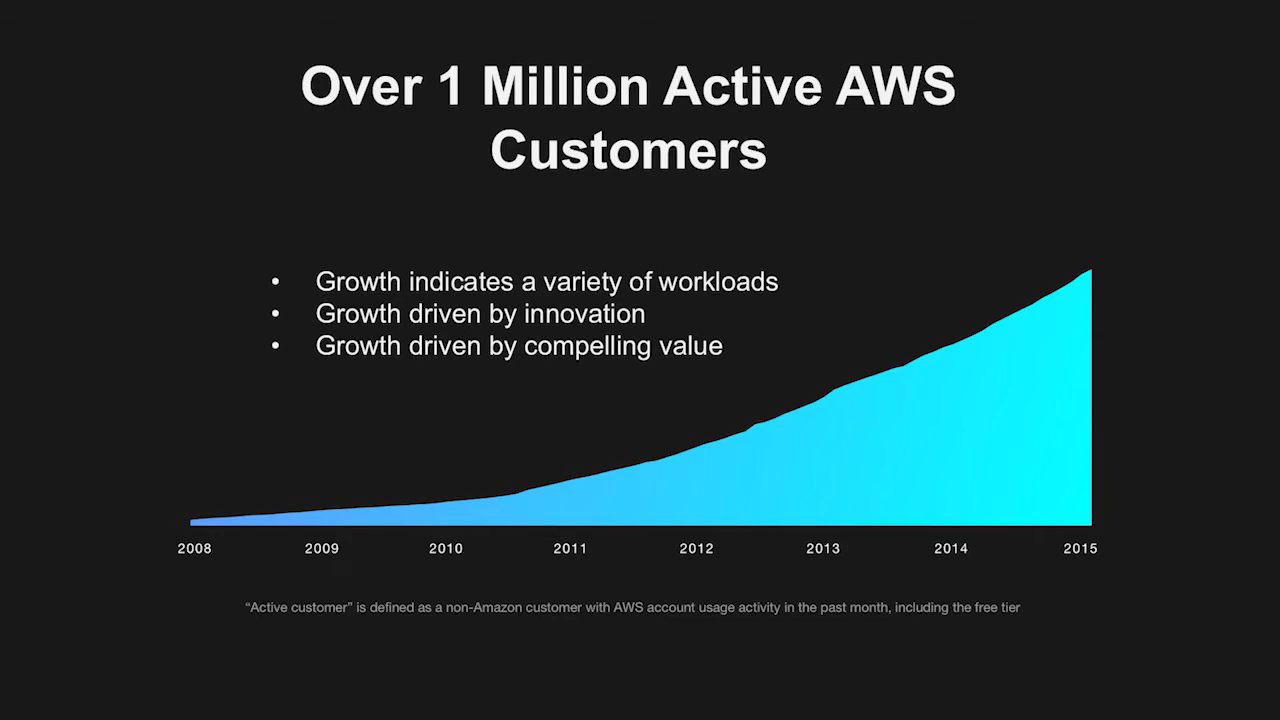 Over 1 Million Active AWS
Customers
• Growth indicates a variety of workloads
• Growth driven by innovation
• Growth driven by compelling value
2008 2009 2010 2011 2012 2013 2014 2015
“Active customer” is defined as a non-Amazon customer with AWS account usage activity in the past month, including the free tier